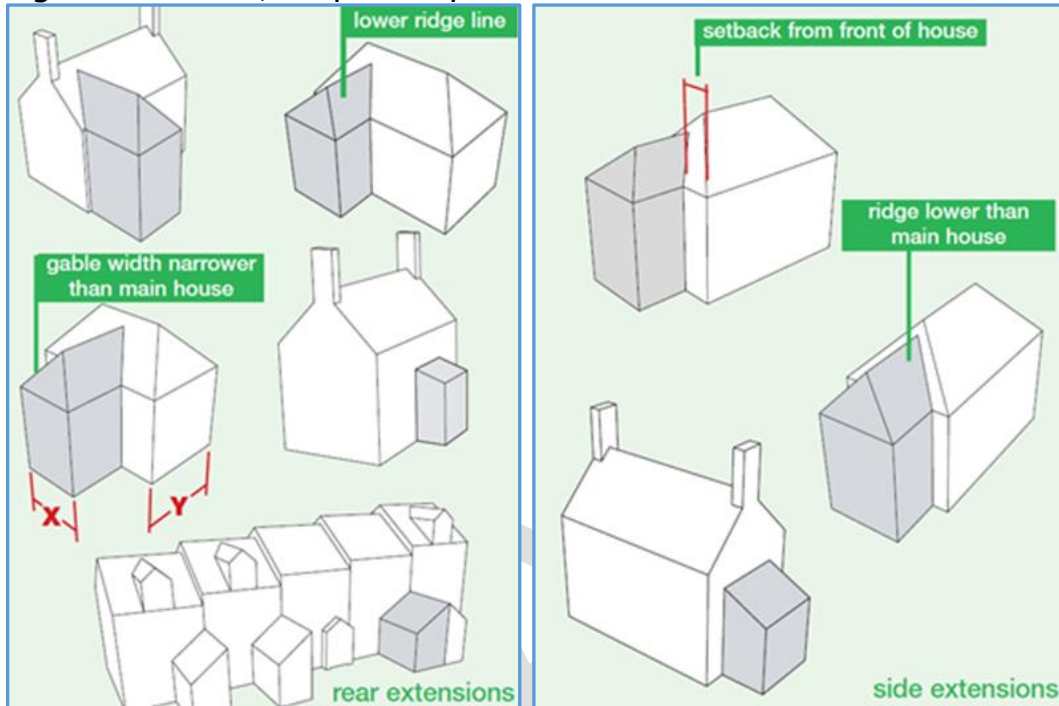 lower ridge line
gable width narrower
than main house
X
Y
rear extensions
setback from front of house
ridge lower than
main house
side extensions